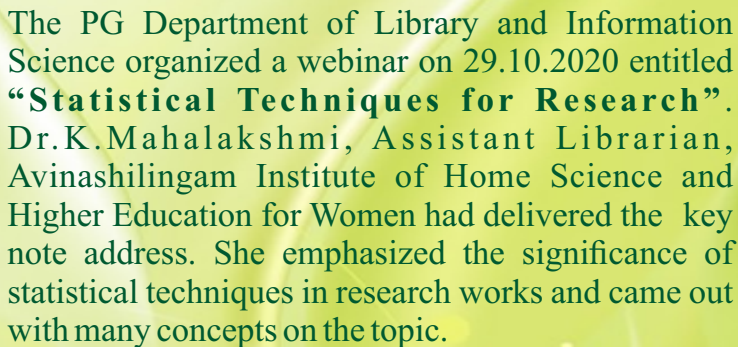 The PG Department of Library and Information
Science organized a webinar on 29.10.2020 entitled
“Statistical Techniques for Research”.
Dr.K.Mahalakshmi, Assistant Librarian,
Avinashilingam Institute of Home Science and
Higher Education for Women had delivered the key
note address. She emphasized the significance of
statistical techniques in research works and came out
with many concepts on the topic.